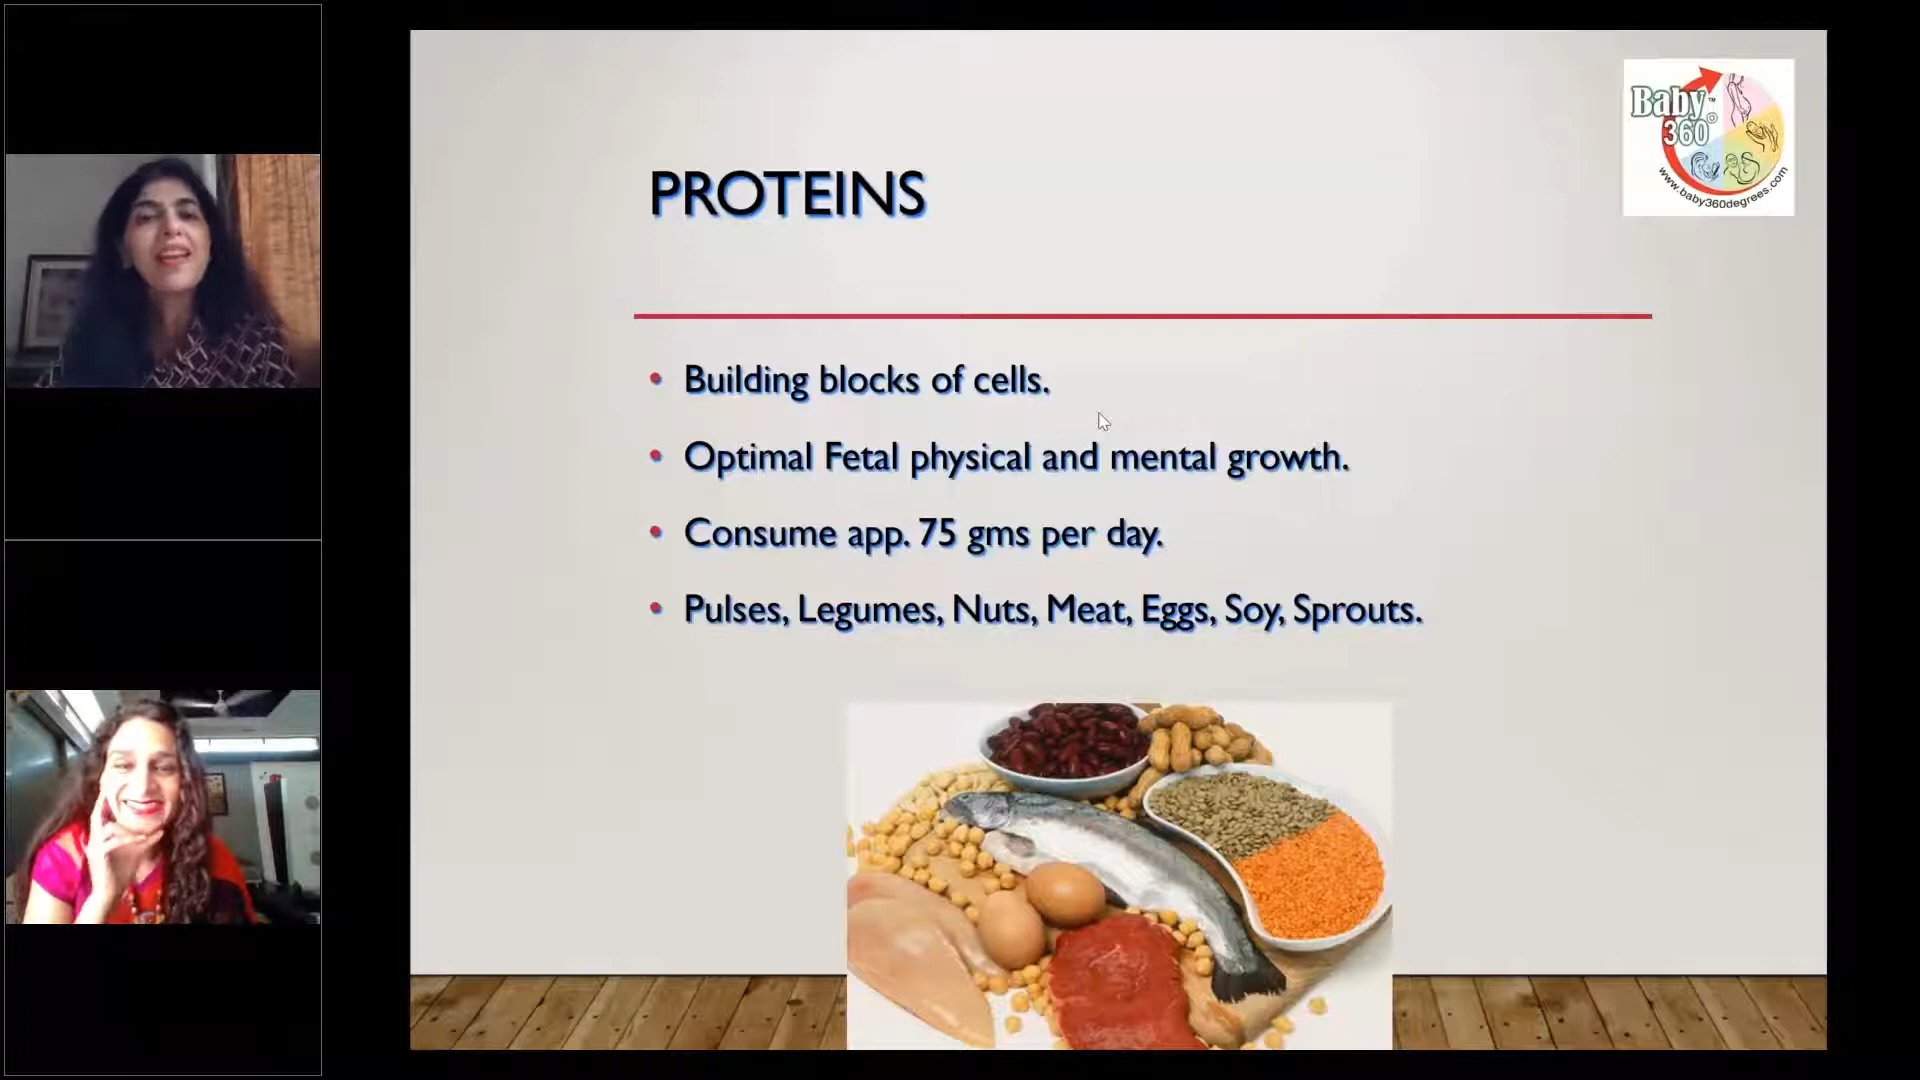 Baby™
360°
www.baby360degrees.com
PROTEINS
• Building blocks of cells.
• Optimal Fetal physical and mental growth.
• Consume app. 75 gms per day.
• Pulses, Legumes, Nuts, Meat, Eggs, Soy, Sprouts.